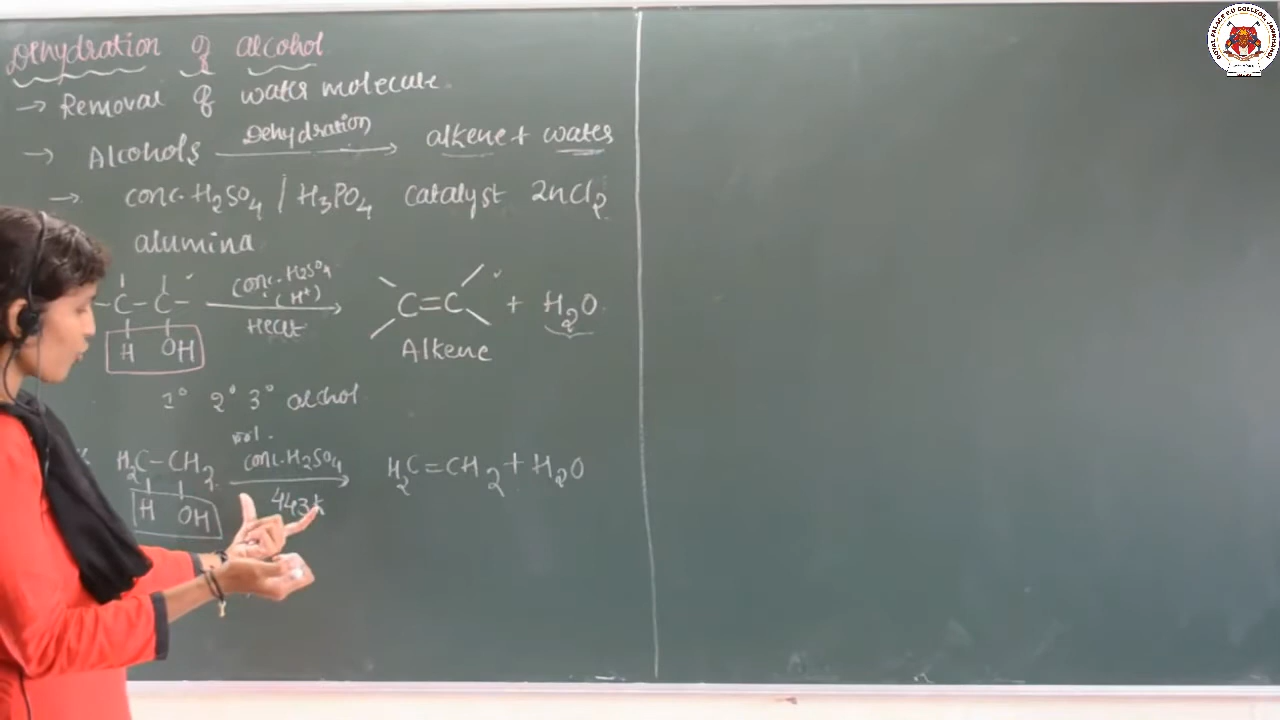 Dehydration of alcohol
→ Removal of water molecule.
→ Alcohols Dehydration → alkene + water
→ conc. H2SO4 / H3PO4 catalyst ZnCl2
alumina
-C-C- conc. H2SO4 (H+) Heat → C=C + H2O
H OH
Alkene
1° 2° 3° alcohol
H2C-CH2 conc. H2SO4 443K → H2C=CH2 + H2O
H OH